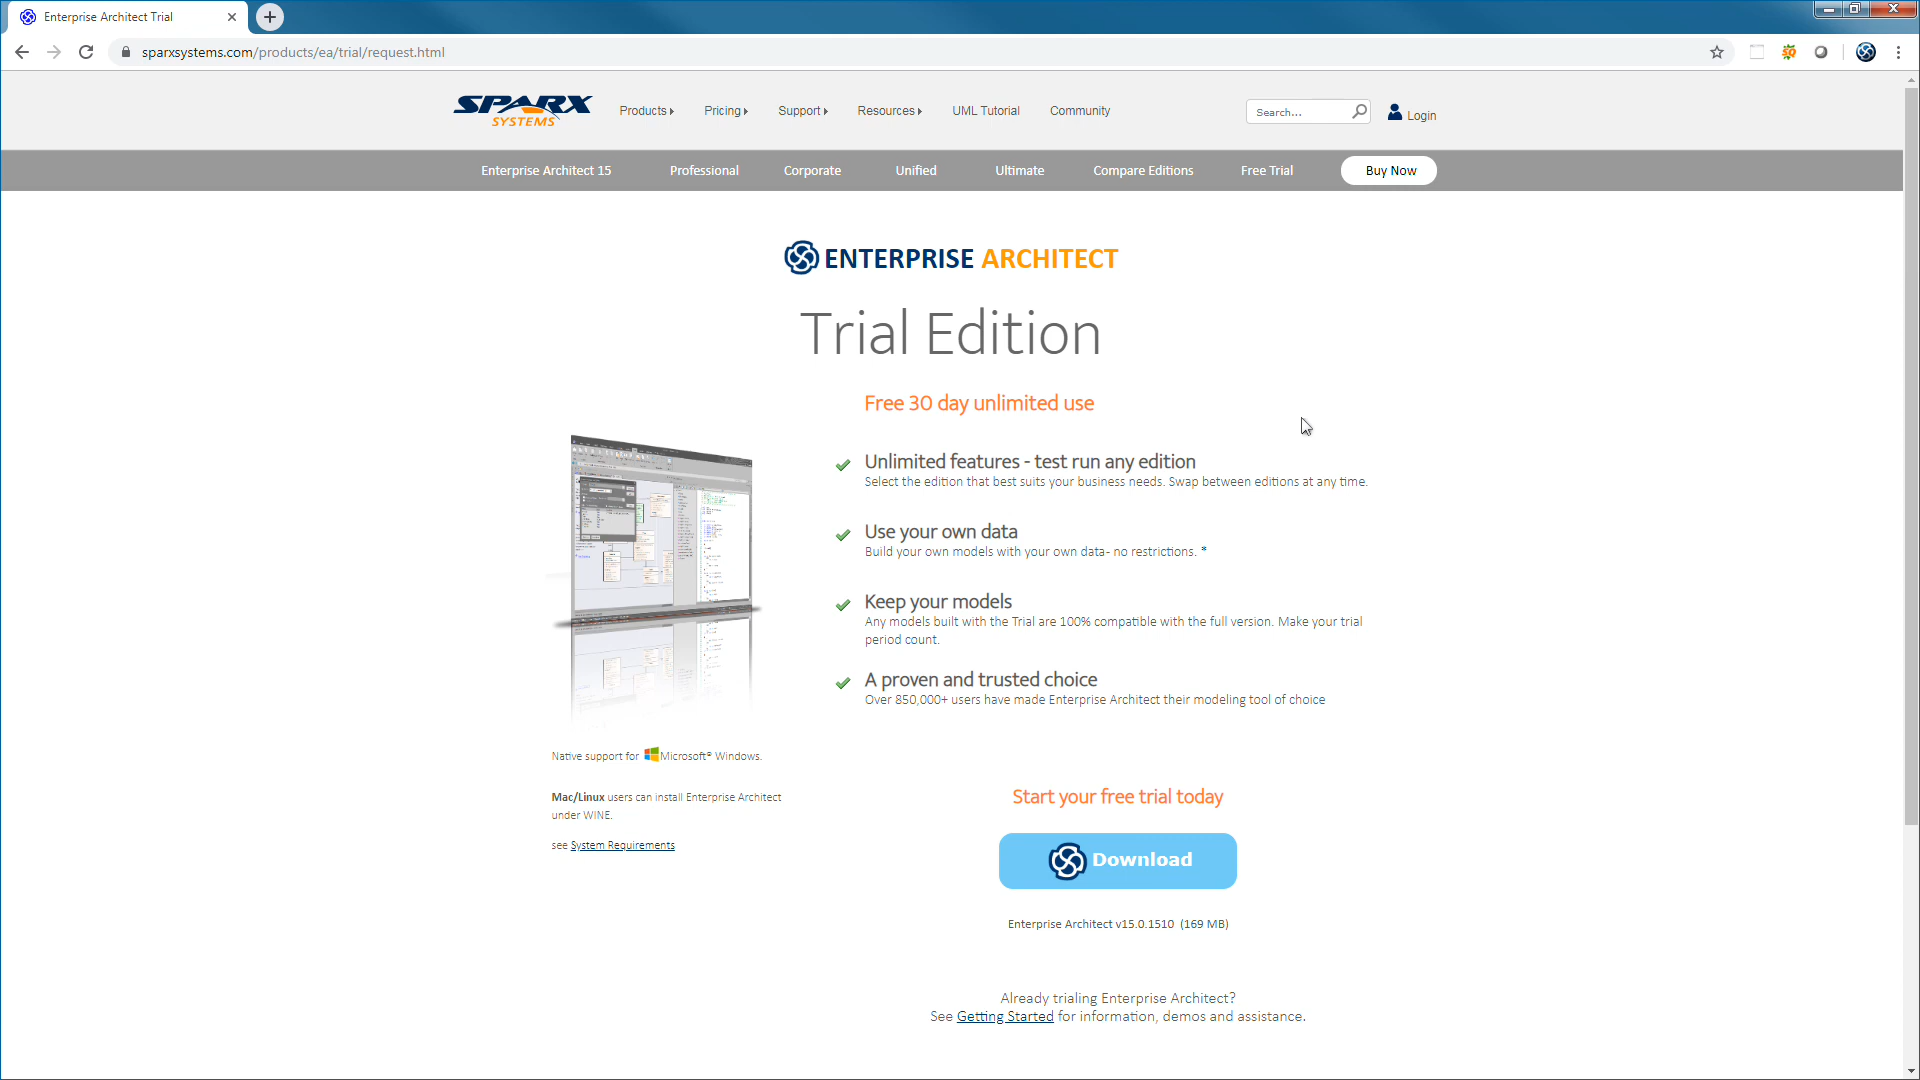 Enterprise Architect Trial
sparxsystems.com/products/ea/trial/request.html
SPARX
SYSTEMS
Products
Pricing
Support
Resources
UML Tutorial
Community
Search...
Login
Enterprise Architect 15
Professional
Corporate
Unified
Ultimate
Compare Editions
Free Trial
Buy Now
ENTERPRISE ARCHITECT
Trial Edition
Free 30 day unlimited use
Unlimited features - test run any edition
Select the edition that best suits your business needs. Swap between editions at any time.
Use your own data
Build your own models with your own data- no restrictions. *
Keep your models
Any models built with the Trial are 100% compatible with the full version. Make your trial
period count.
A proven and trusted choice
Over 850,000+ users have made Enterprise Architect their modeling tool of choice
Native support for Microsoft® Windows.
Mac/Linux users can install Enterprise Architect
under WINE.
see System Requirements
Start your free trial today
Download
Enterprise Architect v15.0.1510 (169 MB)
Already trialing Enterprise Architect?
See Getting Started for information, demos and assistance.